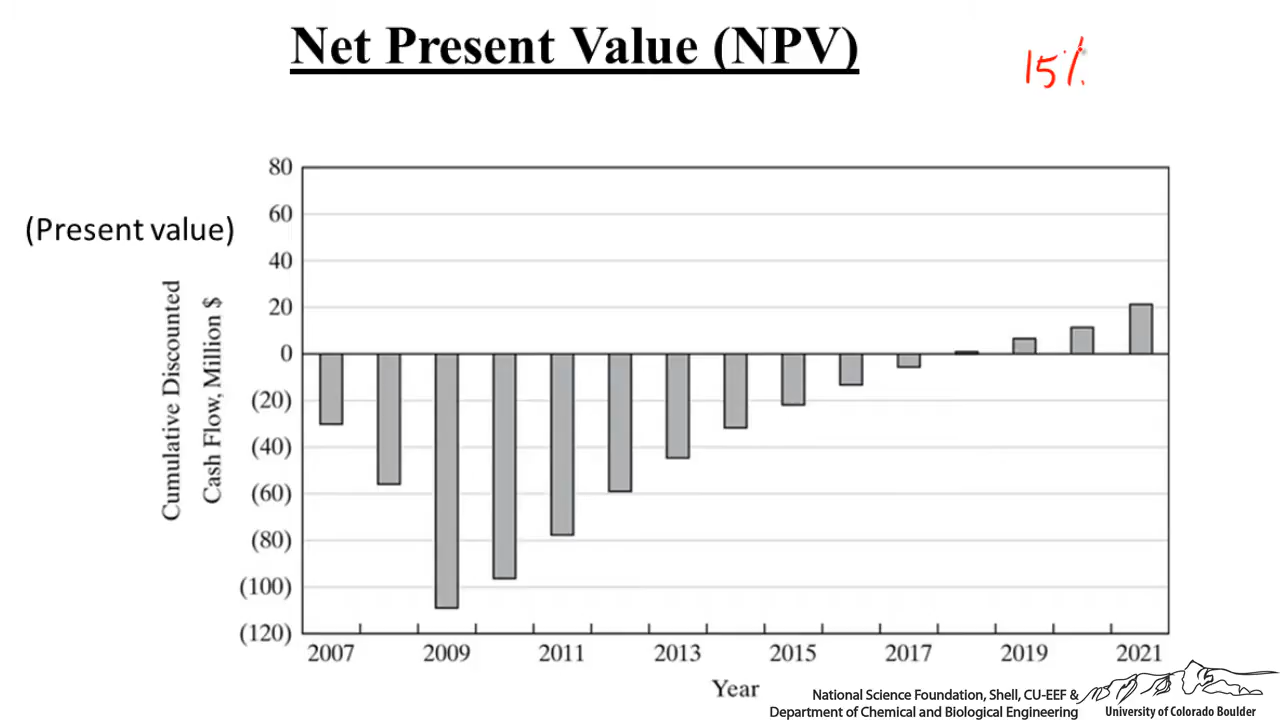 Net Present Value (NPV)
15%
(Present value)
Cumulative Discounted
Cash Flow, Million $
80
60
40
20
0
(20)
(40)
(60)
(80)
(100)
(120)
2007 2009 2011 2013 2015 2017 2019 2021
Year
National Science Foundation, Shell, CU-EEF &
Department of Chemical and Biological Engineering
University of Colorado Boulder